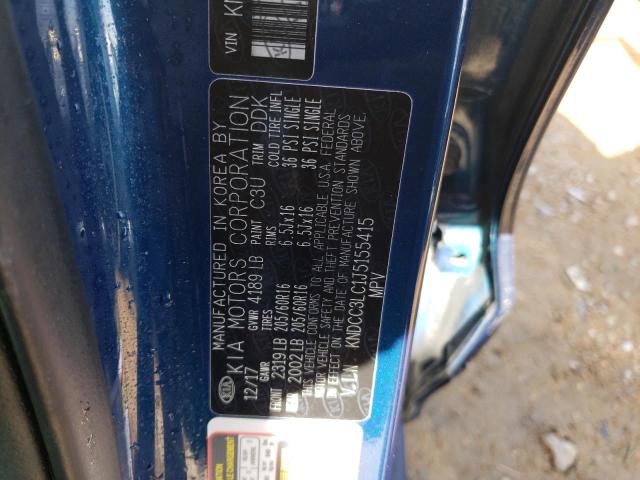 VIN
MANUFACTURED IN KOREA BY
KIA KIA MOTORS CORPORATION
12/17 GVWR 4189 LB PAINT C3U TRIM DDK
GAWR RIMS COLD TIRE INFL
FRONT 2319 LB 205/60R16 6.5JX16 36 PSI SINGLE
REAR 2002 LB 205/60R16 6.5JX16 36 PSI SINGLE
THIS VEHICLE CONFORMS TO ALL APPLICABLE U.S.A. FEDERAL
MOTOR VEHICLE SAFETY AND THEFT PREVENTION STANDARDS
IN EFFECT ON THE DATE OF MANUFACTURE SHOWN ABOVE.
V.I.N KNDCC3LC1J5155415
MPV